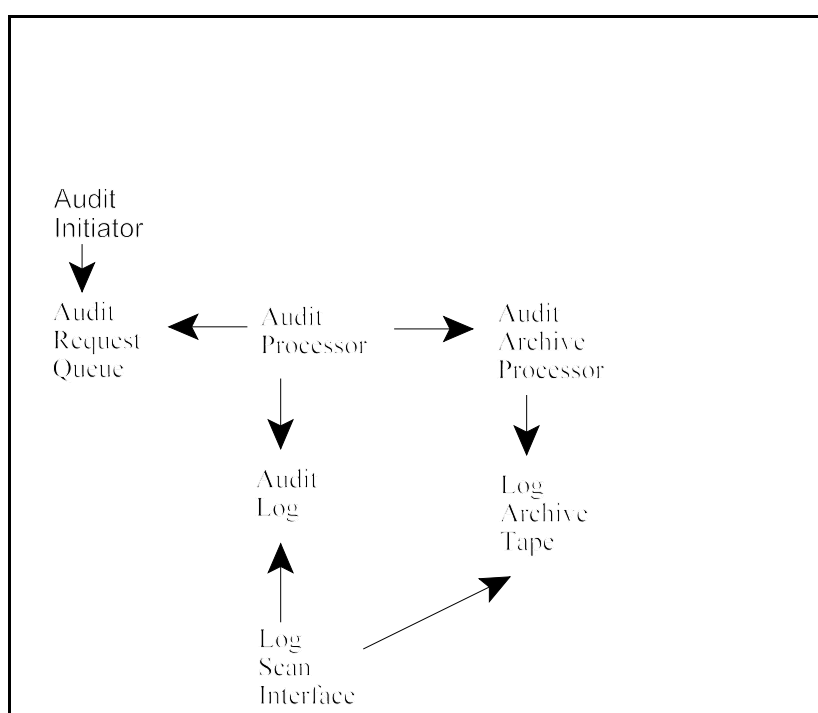 Audit
Initiator
Audit
Request
Queue
Audit
Processor
Audit
Archive
Processor
Audit
Log
Log
Archive
Tape
Log
Scan
Interface